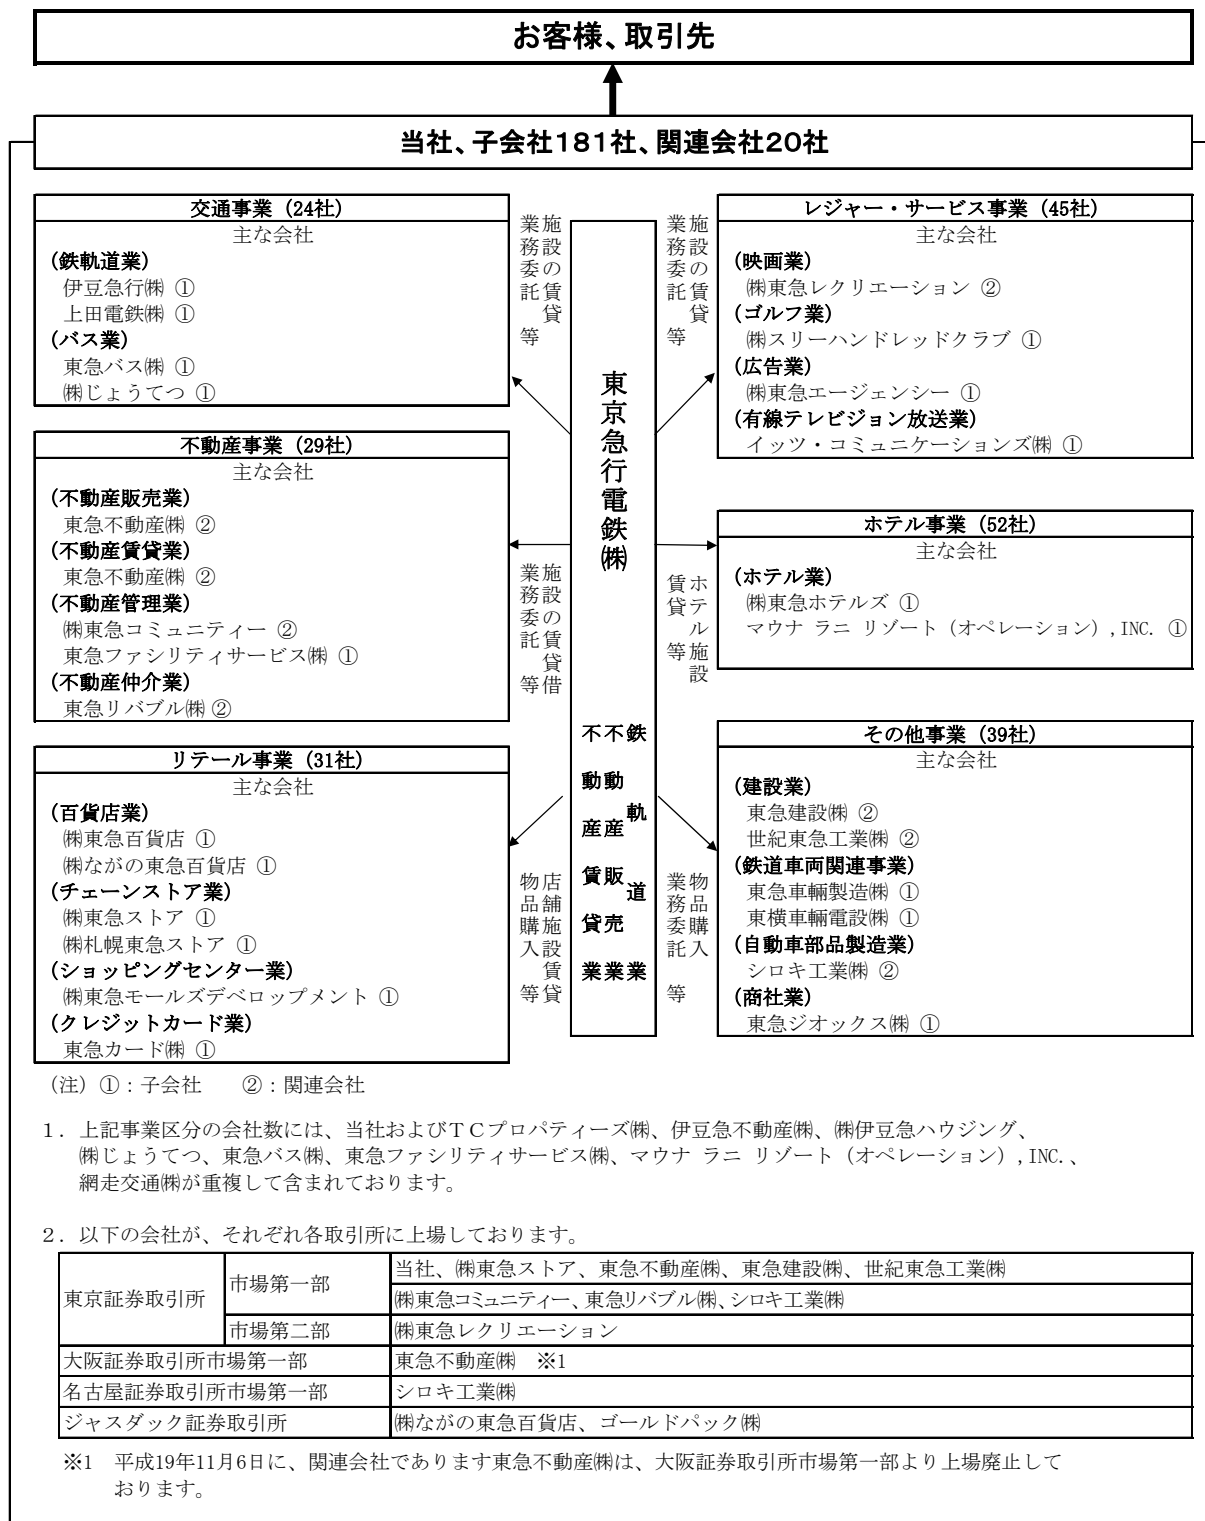 お客様、取引先
当社、子会社181社、関連会社20社
交通事業（24社）
主な会社
(鉄軌道業)
伊豆急行㈱ ①
上田電鉄㈱ ①
(バス業)
東急バス㈱ ①
㈱じょうてつ ①
不動産事業（29社）
主な会社
(不動産販売業)
東急不動産㈱ ②
(不動産賃貸業)
東急不動産㈱ ②
(不動産管理業)
㈱東急コミュニティー ②
東急ファシリティサービス㈱ ①
(不動産仲介業)
東急リバブル㈱ ②
リテール事業（31社）
主な会社
(百貨店業)
㈱東急百貨店 ①
㈱ながの東急百貨店 ①
(チェーンストア業)
㈱東急ストア ①
㈱札幌東急ストア ①
(ショッピングセンター業)
㈱東急モールズデベロップメント ①
(クレジットカード業)
東急カード㈱ ①
施設の賃貸
業務委託 等
施設の賃貸借
業務委託 等
店舗施設賃貸
物品購入 等
東京急行電鉄㈱
鉄軌道業
不動産販売業
不動産賃貸業
施設の賃貸
業務委託 等
ホテル施設
賃貸 等
物品購入
業務委託 等
レジャー・サービス事業（45社）
主な会社
(映画業)
㈱東急レクリエーション ②
(ゴルフ業)
㈱スリーハンドレッドクラブ ①
(広告業)
㈱東急エージェンシー ①
(有線テレビジョン放送業)
イッツ・コミュニケーションズ㈱ ①
ホテル事業（52社）
主な会社
(ホテル業)
㈱東急ホテルズ ①
マウナ ラニ リゾート（オペレーション）,INC. ①
その他事業（39社）
主な会社
(建設業)
東急建設㈱ ②
世紀東急工業㈱ ②
(鉄道車両関連事業)
東急車輛製造㈱ ①
東横車輛電設㈱ ①
(自動車部品製造業)
シロキ工業㈱ ②
(商社業)
東急ジオックス㈱ ①
（注）①：子会社　②：関連会社
１．上記事業区分の会社数には、当社およびＴＣプロパティーズ㈱、伊豆急不動産㈱、㈱伊豆急ハウジング、
㈱じょうてつ、東急バス㈱、東急ファシリティサービス㈱、マウナ ラニ リゾート（オペレーション）,INC.、
網走交通㈱が重複して含まれております。
２．以下の会社が、それぞれ各取引所に上場しております。
東京証券取引所
市場第一部
当社、㈱東急ストア、東急不動産㈱、東急建設㈱、世紀東急工業㈱
㈱東急コミュニティー、東急リバブル㈱、シロキ工業㈱
市場第二部
㈱東急レクリエーション
大阪証券取引所市場第一部
東急不動産㈱　※1
名古屋証券取引所市場第一部
シロキ工業㈱
ジャスダック証券取引所
㈱ながの東急百貨店、ゴールドパック㈱
※1　平成19年11月6日に、関連会社であります東急不動産㈱は、大阪証券取引所市場第一部より上場廃止して
おります。